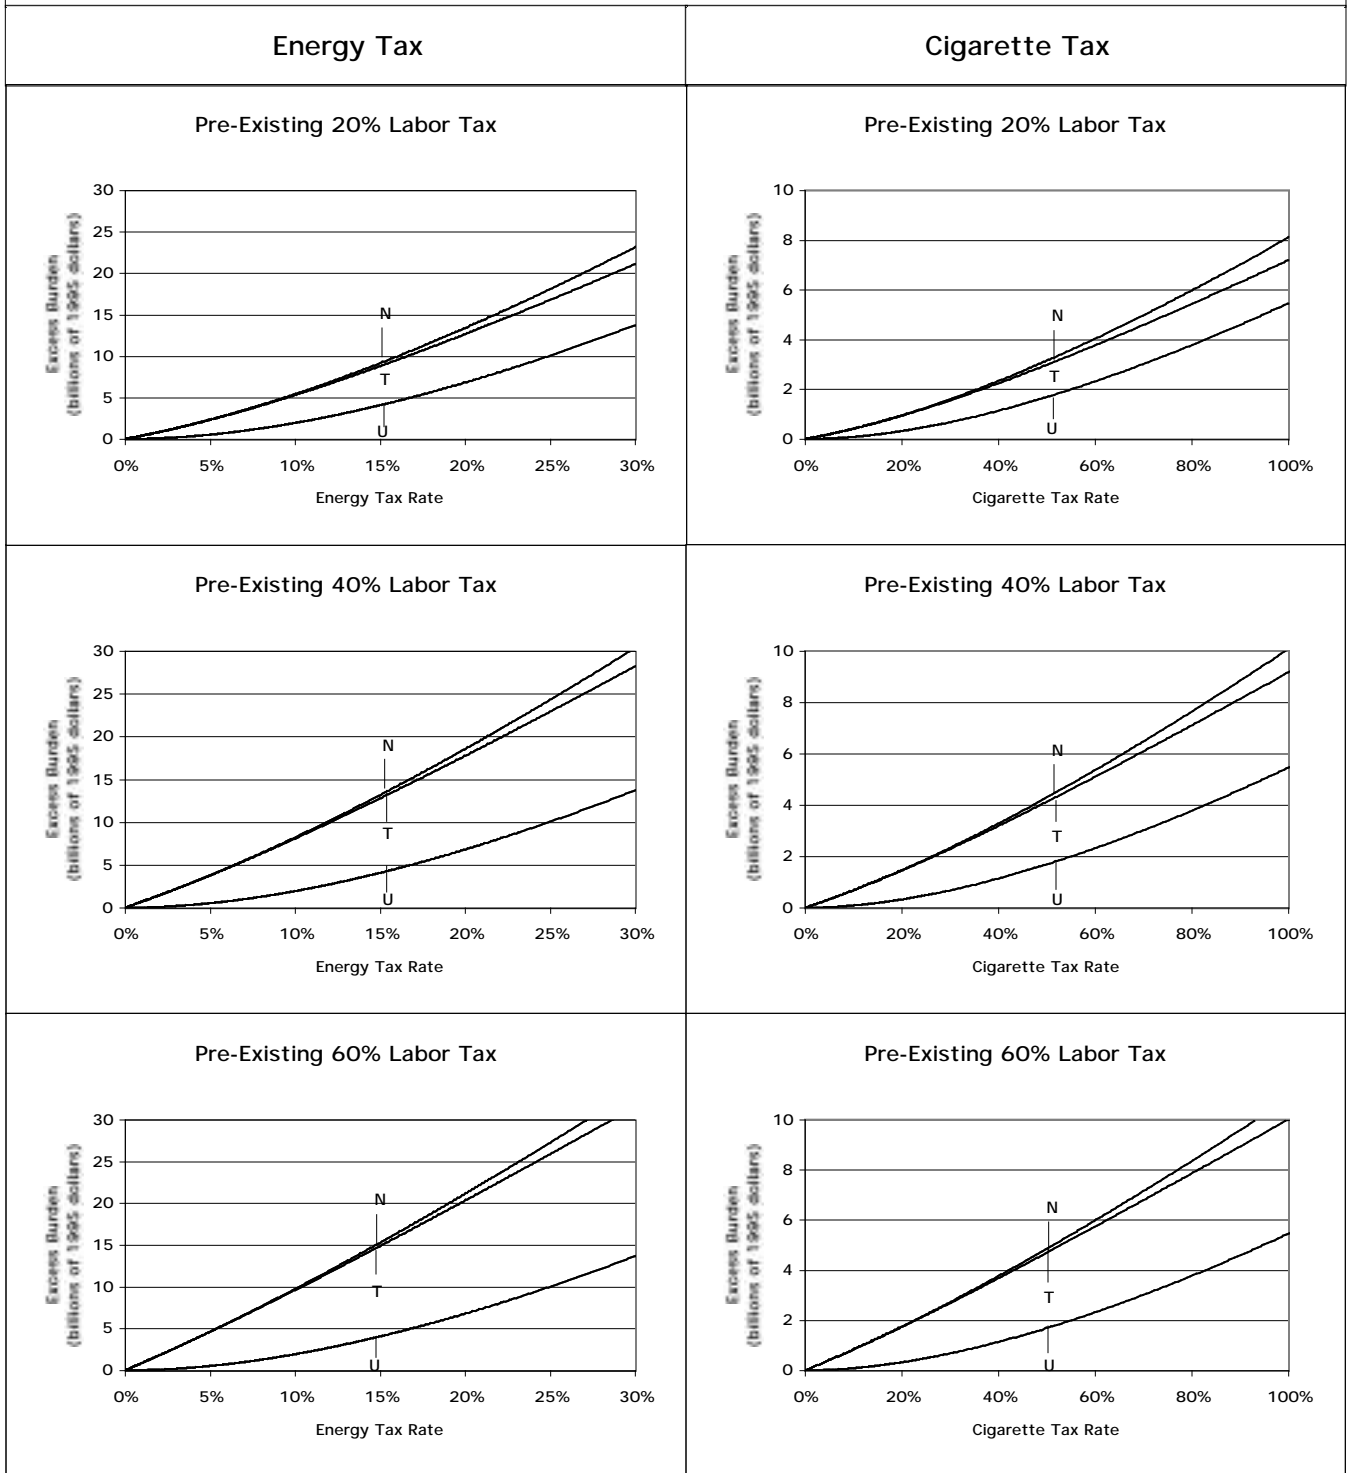 Energy Tax
Cigarette Tax
Pre-Existing 20% Labor Tax
Excess Burden
(billions of 1995 dollars)
30
25
20
15
10
5
0
N
T
U
0% 5% 10% 15% 20% 25% 30%
Energy Tax Rate
Pre-Existing 20% Labor Tax
Excess Burden
(billions of 1995 dollars)
10
8
6
4
2
0
N
T
U
0% 20% 40% 60% 80% 100%
Cigarette Tax Rate
Pre-Existing 40% Labor Tax
Excess Burden
(billions of 1995 dollars)
30
25
20
15
10
5
0
N
T
U
0% 5% 10% 15% 20% 25% 30%
Energy Tax Rate
Pre-Existing 40% Labor Tax
Excess Burden
(billions of 1995 dollars)
10
8
6
4
2
0
N
T
U
0% 20% 40% 60% 80% 100%
Cigarette Tax Rate
Pre-Existing 60% Labor Tax
Excess Burden
(billions of 1995 dollars)
30
25
20
15
10
5
0
N
T
U
0% 5% 10% 15% 20% 25% 30%
Energy Tax Rate
Pre-Existing 60% Labor Tax
Excess Burden
(billions of 1995 dollars)
10
8
6
4
2
0
N
T
U
0% 20% 40% 60% 80% 100%
Cigarette Tax Rate